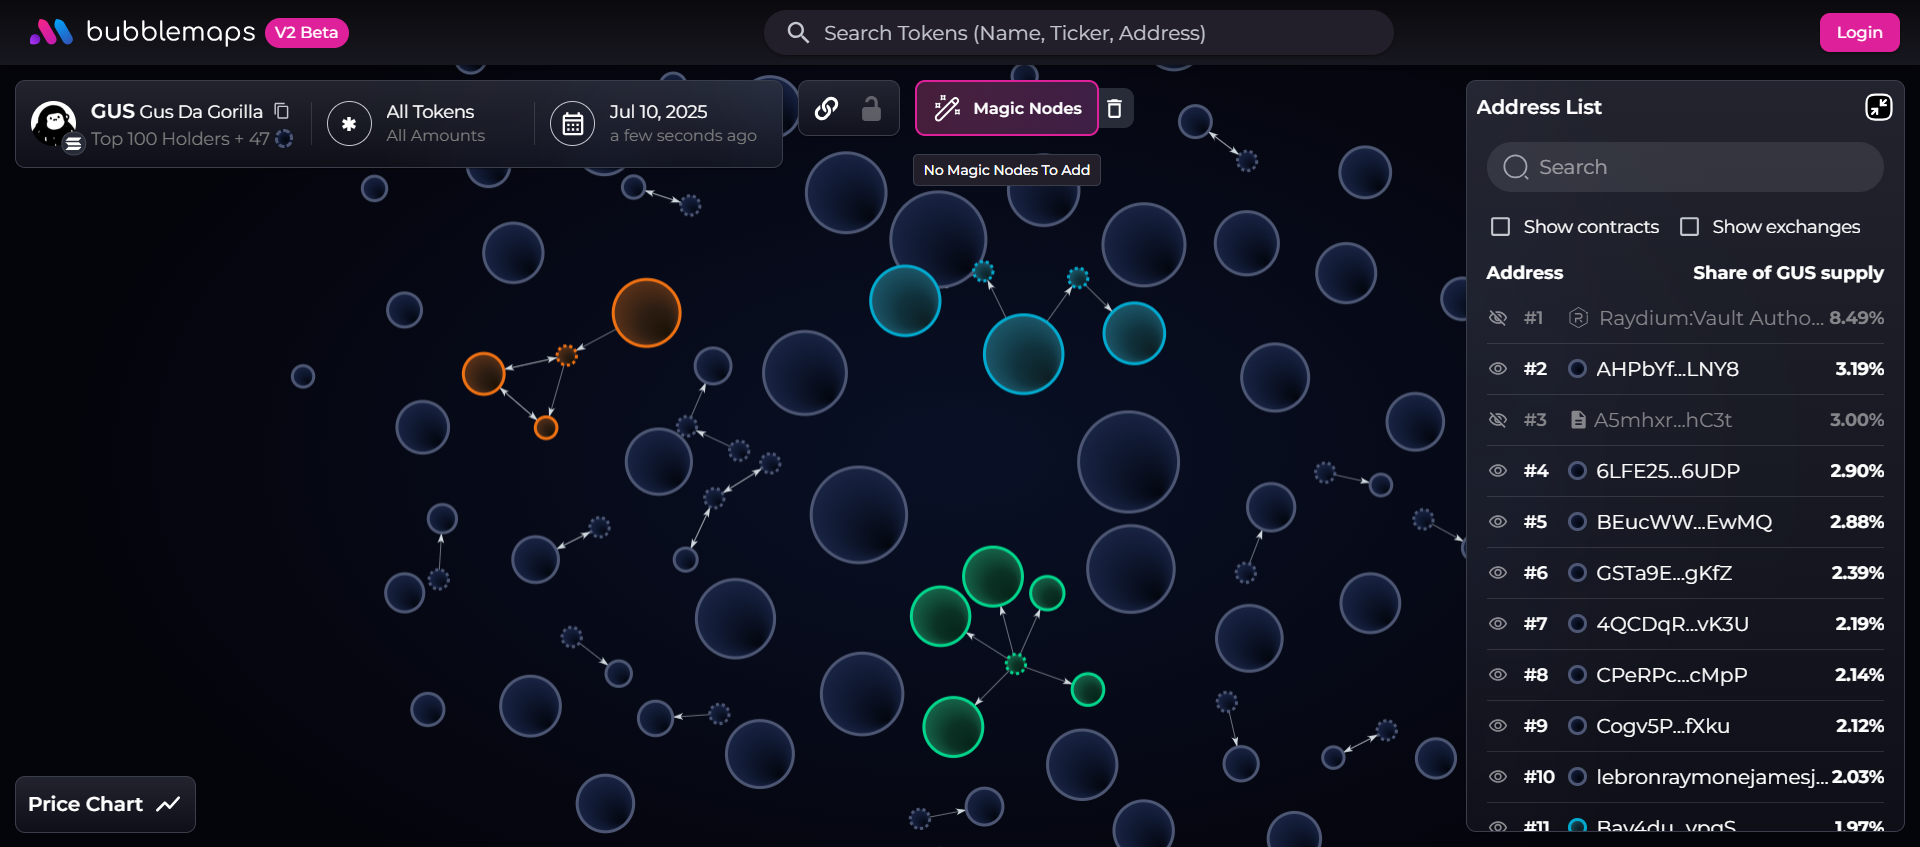 bubblemaps V2 Beta
Search Tokens (Name, Ticker, Address)
Login
GUS Gus Da Gorilla
Top 100 Holders + 47
All Tokens
All Amounts
Jul 10, 2025
a few seconds ago
Magic Nodes
No Magic Nodes To Add
Address List
Search
Show contracts Show exchanges
Address Share of GUS supply
#1 Raydium:Vault Autho... 8.49%
#2 AHPbYf...LNY8 3.19%
#3 A5mhxr...hC3t 3.00%
#4 6LFE25...6UDP 2.90%
#5 BEucWW...EwMQ 2.88%
#6 GSTa9E...gKfZ 2.39%
#7 4QCDqR...vK3U 2.19%
#8 CPeRPc...cMpP 2.14%
#9 Cogv5P...fXku 2.12%
#10 lebronraymonejamesj... 2.03%
#11 1.97%
Price Chart